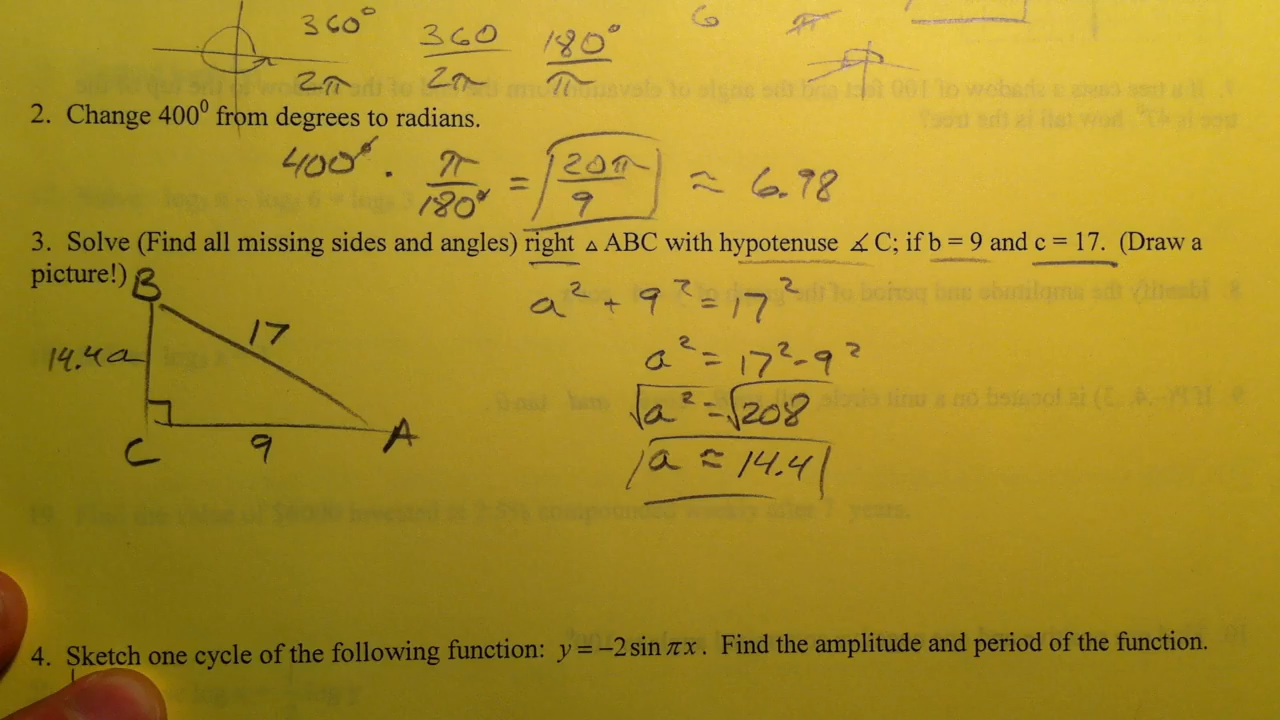 360° 360 180° 6 π
2π 2π π
2. Change 400⁰ from degrees to radians.
400° · π/180° = 20π/9 ≈ 6.98
3. Solve (Find all missing sides and angles) right △ ABC with hypotenuse ∡ C; if b = 9 and c = 17. (Draw a
picture!)
B
a² + 9² = 17²
17
14.4 a
a² = 17² - 9²
√a² = √208
C 9 A
a ≈ 14.4
4. Sketch one cycle of the following function: y = −2 sin πx. Find the amplitude and period of the function.